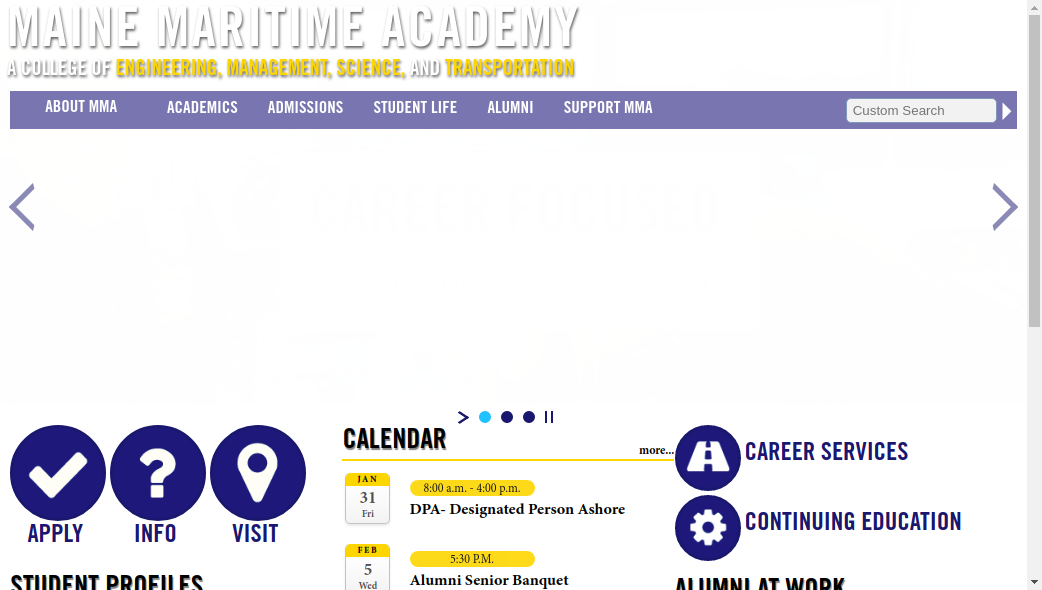 MAINE MARITIME ACADEMY
A COLLEGE OF ENGINEERING, MANAGEMENT, SCIENCE, AND TRANSPORTATION
ABOUT MMA ACADEMICS ADMISSIONS STUDENT LIFE ALUMNI SUPPORT MMA Custom Search
CAREER FOCUSED
APPLY INFO VISIT
STUDENT PROFILES
CALENDAR
more...
JAN
31
Fri
8:00 a.m. - 4:00 p.m.
DPA- Designated Person Ashore
FEB
5
Wed
5:30 P.M.
Alumni Senior Banquet
CAREER SERVICES
CONTINUING EDUCATION
ALUMNI AT WORK